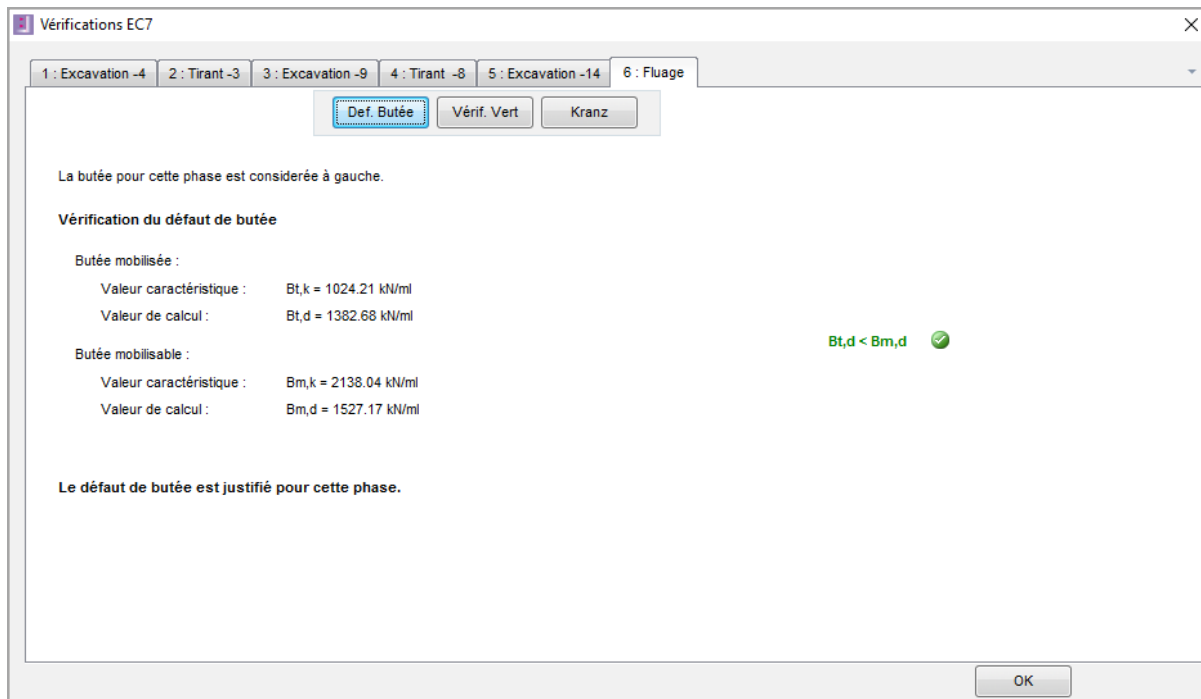 Vérifications EC7
1 : Excavation -4 2 : Tirant -3 3 : Excavation -9 4 : Tirant -8 5 : Excavation -14 6 : Fluage
Def. Butée Vérif. Vert Kranz
La butée pour cette phase est considerée à gauche.
Vérification du défaut de butée
Butée mobilisée :
Valeur caractéristique : Bt,k = 1024.21 kN/ml
Valeur de calcul : Bt,d = 1382.68 kN/ml
Bt,d < Bm,d
Butée mobilisable :
Valeur caractéristique : Bm,k = 2138.04 kN/ml
Valeur de calcul : Bm,d = 1527.17 kN/ml
Le défaut de butée est justifié pour cette phase.
OK